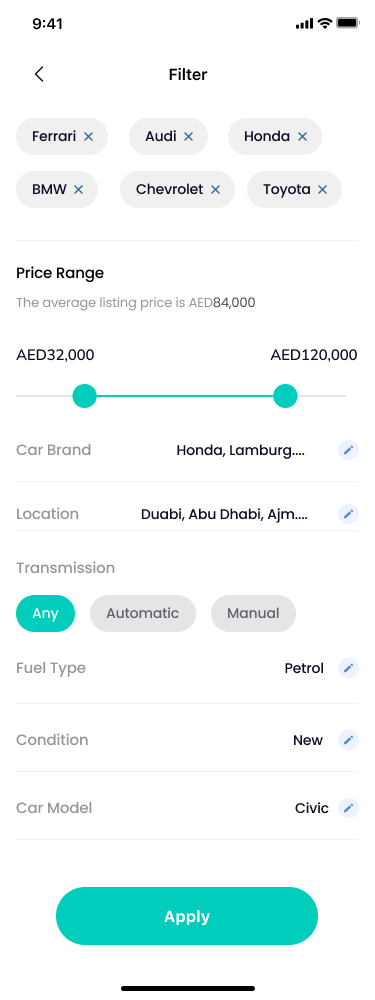 9:41
Filter
Ferrari × Audi × Honda ×
BMW × Chevrolet × Toyota ×
Price Range
The average listing price is AED84,000
AED32,000 AED120,000
Car Brand Honda, Lamburg....
Location Duabi, Abu Dhabi, Ajm....
Transmission
Any Automatic Manual
Fuel Type Petrol
Condition New
Car Model Civic
Apply